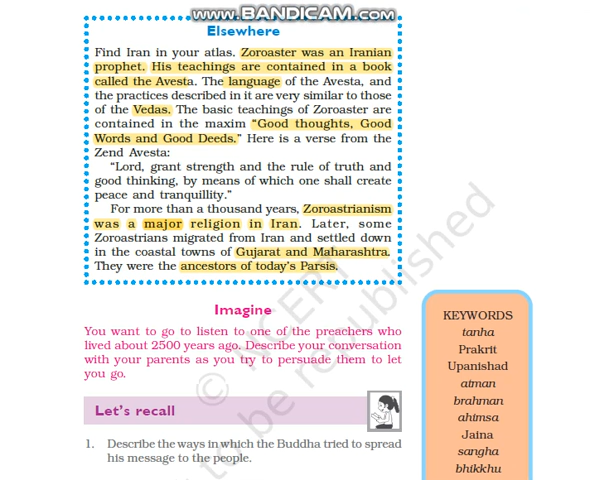 www.BANDICAM.com
Elsewhere
Find Iran in your atlas. Zoroaster was an Iranian
prophet. His teachings are contained in a book
called the Avesta. The language of the Avesta, and
the practices described in it are very similar to those
of the Vedas. The basic teachings of Zoroaster are
contained in the maxim “Good thoughts, Good
Words and Good Deeds.” Here is a verse from the
Zend Avesta:
“Lord, grant strength and the rule of truth and
good thinking, by means of which one shall create
peace and tranquillity.”
For more than a thousand years, Zoroastrianism
was a major religion in Iran. Later, some
Zoroastrians migrated from Iran and settled down
in the coastal towns of Gujarat and Maharashtra.
They were the ancestors of today’s Parsis.
Imagine
You want to go to listen to one of the preachers who
lived about 2500 years ago. Describe your conversation
with your parents as you try to persuade them to let
you go.
Let’s recall
1. Describe the ways in which the Buddha tried to spread
his message to the people.
KEYWORDS
tanha
Prakrit
Upanishad
atman
brahman
ahimsa
Jaina
sangha
bhikkhu
© NCERT
to be republished